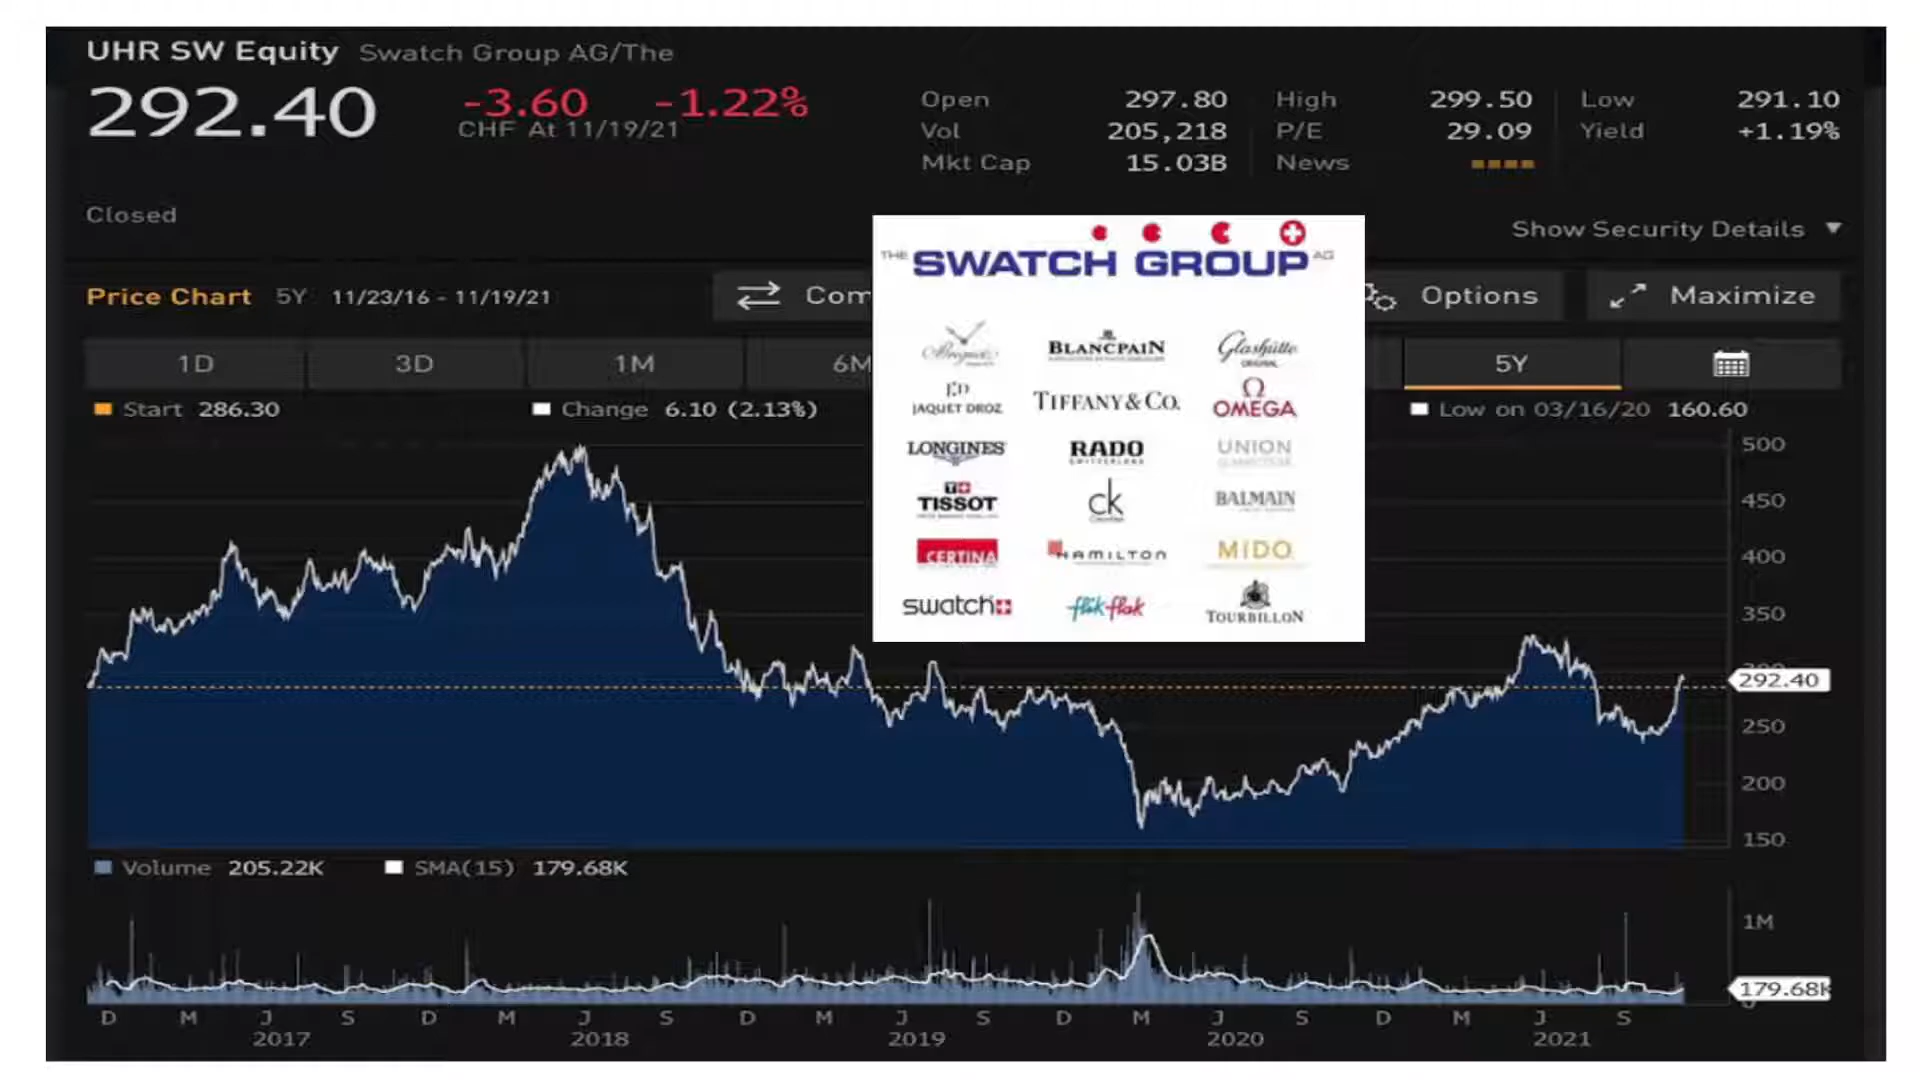 UHR SW Equity Swatch Group AG/The
292.40 -3.60 -1.22%
CHF At 11/19/21
Open 297.80 High 299.50 Low 291.10
Vol 205,218 P/E 29.09 Yield +1.19%
Mkt Cap 15.03B News
Closed
Show Security Details
Price Chart 5Y 11/23/16 - 11/19/21 Com Options Maximize
1D 3D 1M 6M 5Y
Start 286.30 Change 6.10 (2.13%) Low on 03/16/20 160.60
THE SWATCH GROUP AG
Breguet BLANCPAIN Glashütte ORIGINAL
JD
JAQUET DROZ TIFFANY & CO. Ω OMEGA
LONGINES RADO SWITZERLAND UNION
TISSOT ck BALMAIN
CERTINA HAMILTON MIDO
swatch flik flak TOURBILLON
500
450
400
350
292.40
250
200
150
Volume 205.22K SMA(15) 179.68K
1M
179.68K
0
D M J S D M J S D M J S D M J S D M J S
2017 2018 2019 2020 2021